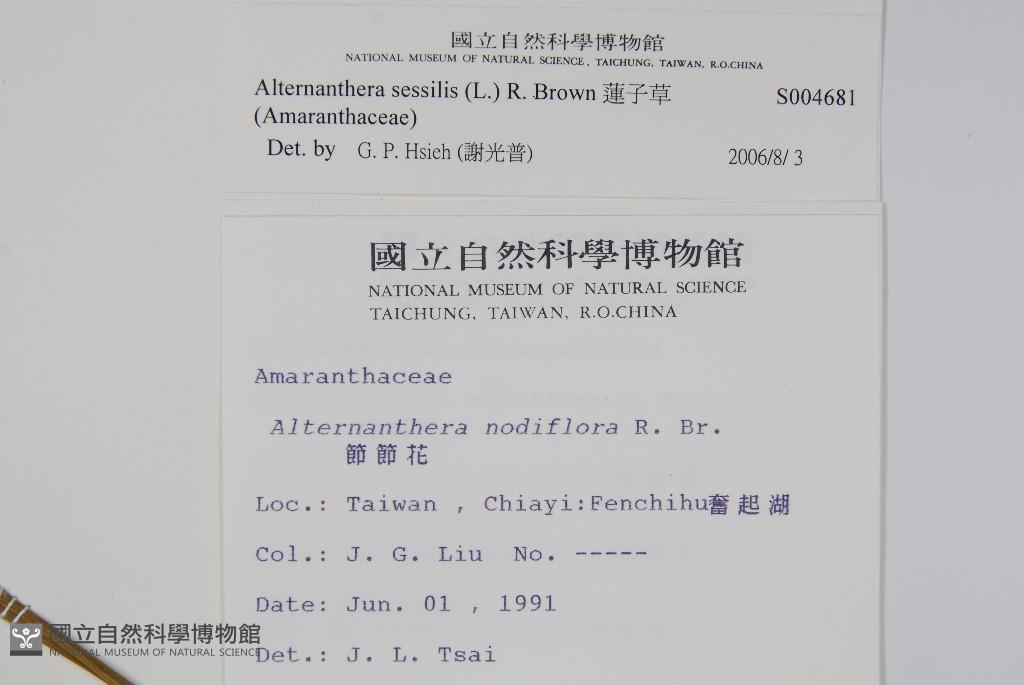 國立自然科學博物館
NATIONAL MUSEUM OF NATURAL SCIENCE, TAICHUNG, TAIWAN, R.O.CHINA
Alternanthera sessilis (L.) R. Brown 蓮子草 S004681
(Amaranthaceae)
Det. by G. P. Hsieh (謝光普) 2006/8/ 3
國立自然科學博物館
NATIONAL MUSEUM OF NATURAL SCIENCE
TAICHUNG, TAIWAN, R.O.CHINA
Amaranthaceae
Alternanthera nodiflora R. Br.
節節花
Loc.: Taiwan , Chiayi:Fenchihu奮起湖
Col.: J. G. Liu No. -----
Date: Jun. 01 , 1991
Det.: J. L. Tsai
國立自然科學博物館
NATIONAL MUSEUM OF NATURAL SCIENCE